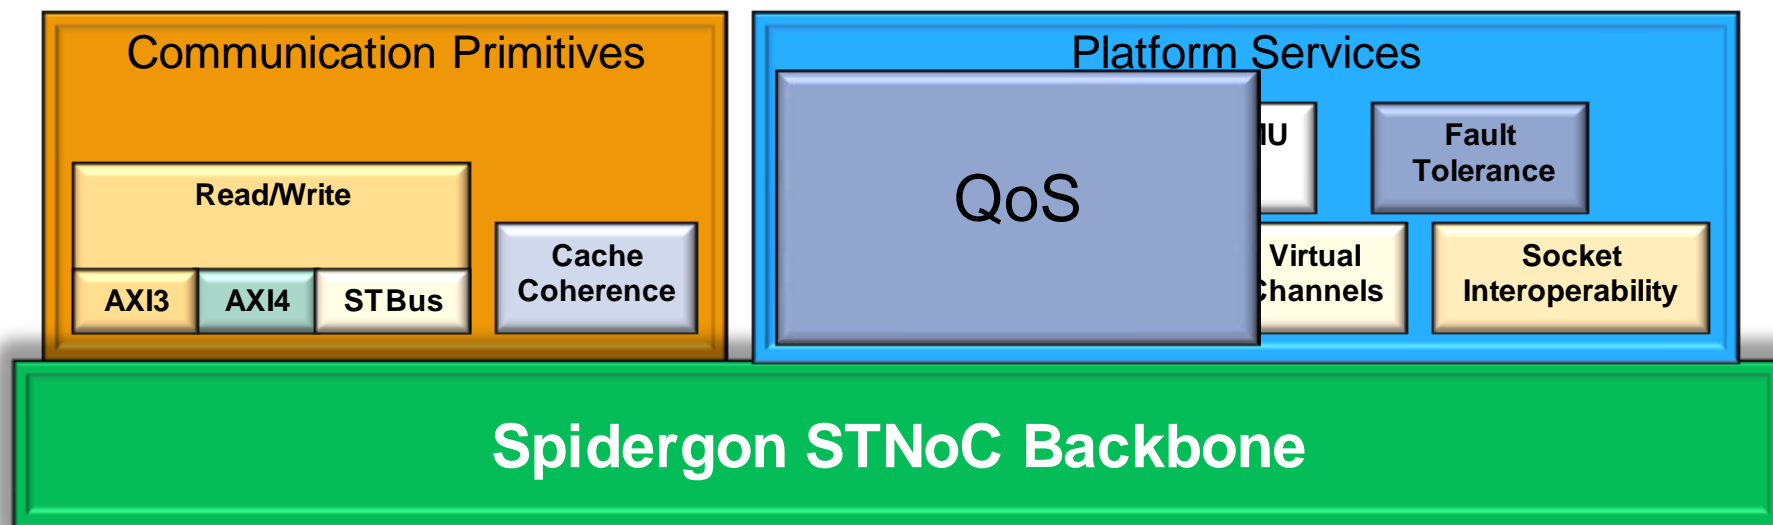 Communication Primitives
Read/Write
AXI3
AXI4
STBus
Cache
Coherence
Platform Services
QoS
Fault
Tolerance
Virtual
Channels
Socket
Interoperability
Spidergon STNoC Backbone